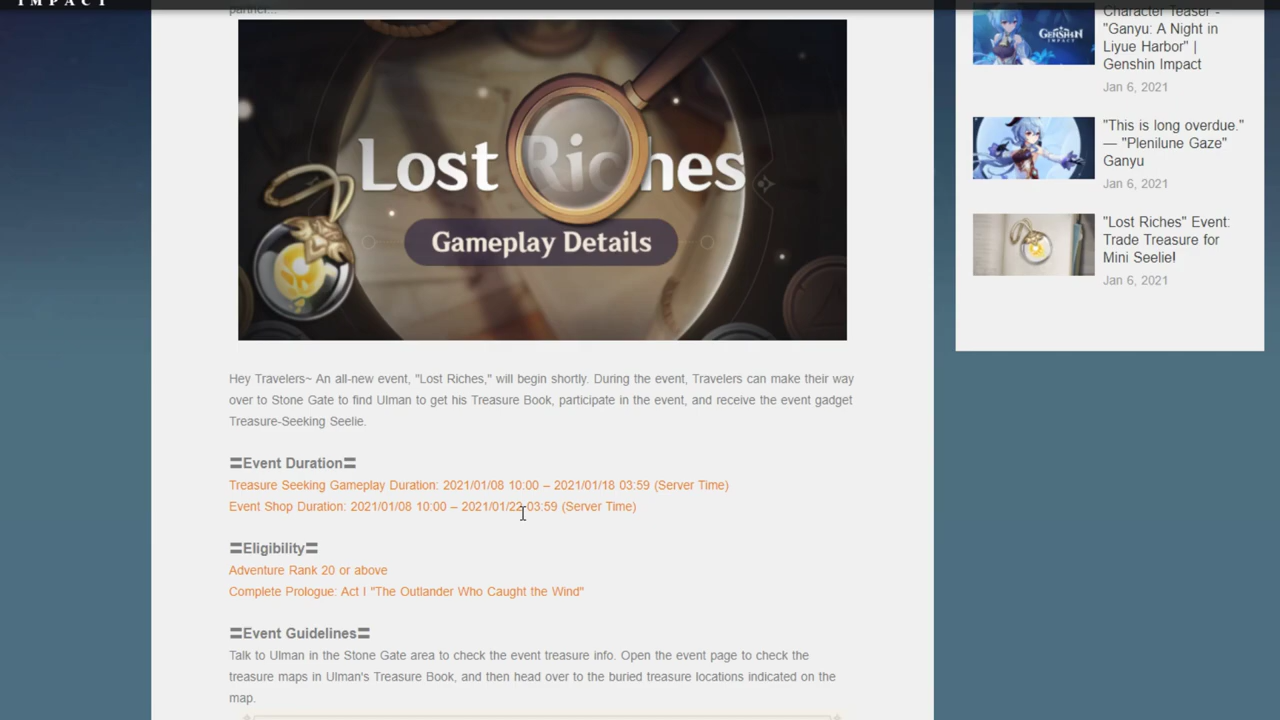 IMPACT
partner...
Lost Riches
Gameplay Details
Hey Travelers~ An all-new event, "Lost Riches," will begin shortly. During the event, Travelers can make their way
over to Stone Gate to find Ulman to get his Treasure Book, participate in the event, and receive the event gadget
Treasure-Seeking Seelie.
〓Event Duration〓
Treasure Seeking Gameplay Duration: 2021/01/08 10:00 – 2021/01/18 03:59 (Server Time)
Event Shop Duration: 2021/01/08 10:00 – 2021/01/22 03:59 (Server Time)
〓Eligibility〓
Adventure Rank 20 or above
Complete Prologue: Act I "The Outlander Who Caught the Wind"
〓Event Guidelines〓
Talk to Ulman in the Stone Gate area to check the event treasure info. Open the event page to check the
treasure maps in Ulman's Treasure Book, and then head over to the buried treasure locations indicated on the
map.
GENSHIN
IMPACT
Character Teaser -
"Ganyu: A Night in
Liyue Harbor" |
Genshin Impact
Jan 6, 2021
"This is long overdue."
— "Plenilune Gaze"
Ganyu
Jan 6, 2021
"Lost Riches" Event:
Trade Treasure for
Mini Seelie!
Jan 6, 2021